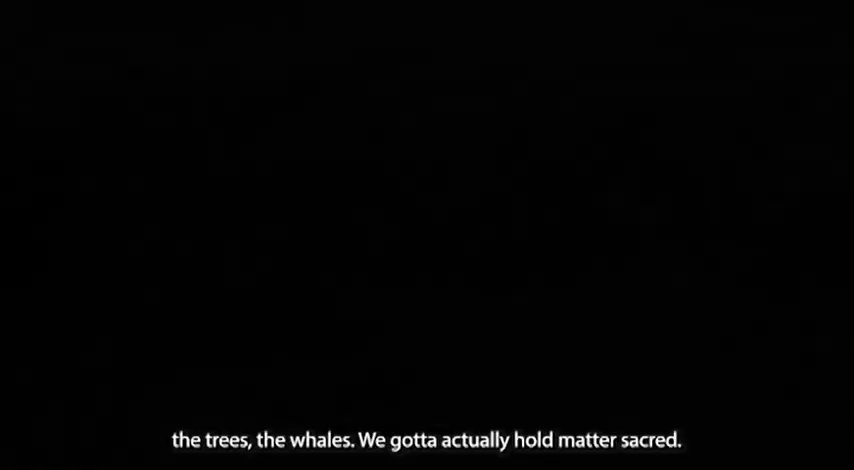 the trees, the whales. We gotta actually hold matter sacred.